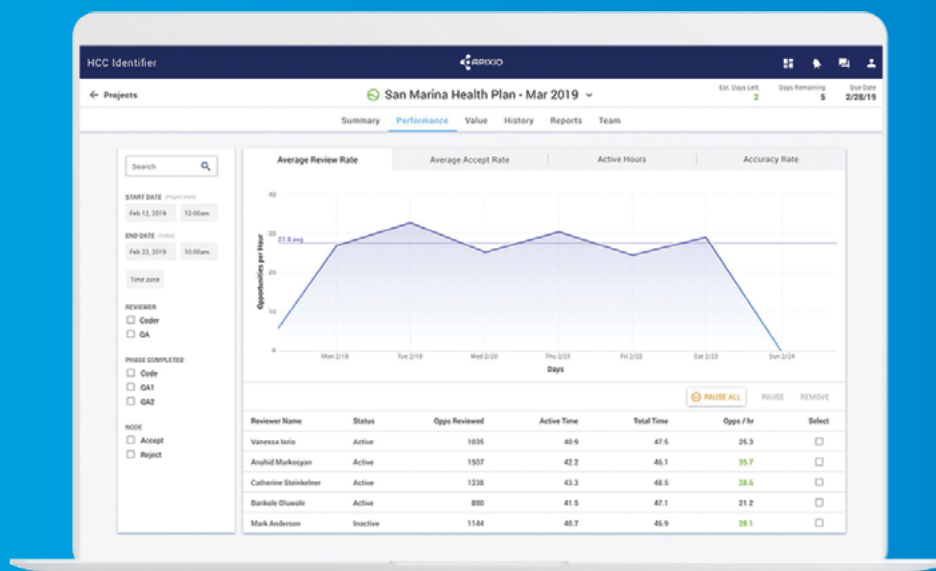 HCC Identifier
APIXIO
Projects
San Marina Health Plan - Mar 2019
Est. Days Left
2
Days Remaining
5
Due Date
2/28/19
Summary Performance Value History Reports Team
Search
START DATE (Project Start)
Feb 12, 2019 12:00am
END DATE (Today)
Feb 22, 2019 10:00am
Time zone
REVIEWER
Coder
QA
PHASE COMPLETED
Code
QA1
QA2
NODE
Accept
Reject
Average Review Rate Average Accept Rate Active Hours Accuracy Rate
Opportunities per Hour
40
30
27.8 avg
20
10
0
Mon 2/18 Tue 2/19 Wed 2/20 Thu 2/21 Fri 2/22 Sat 2/23 Sun 2/24
Days
PAUSE ALL PAUSE REMOVE
Reviewer Name Status Opps Reviewed Active Time Total Time Opps / hr Select
Vanessa Iorio Active 1035 40.9 47.5 25.3
Anahid Markosyan Active 1507 42.2 46.1 35.7
Catherine Steinkelner Active 1238 43.3 48.5 28.6
Bankole Oluwole Active 880 41.5 47.1 21.2
Mark Anderson Inactive 1144 40.7 46.9 28.1